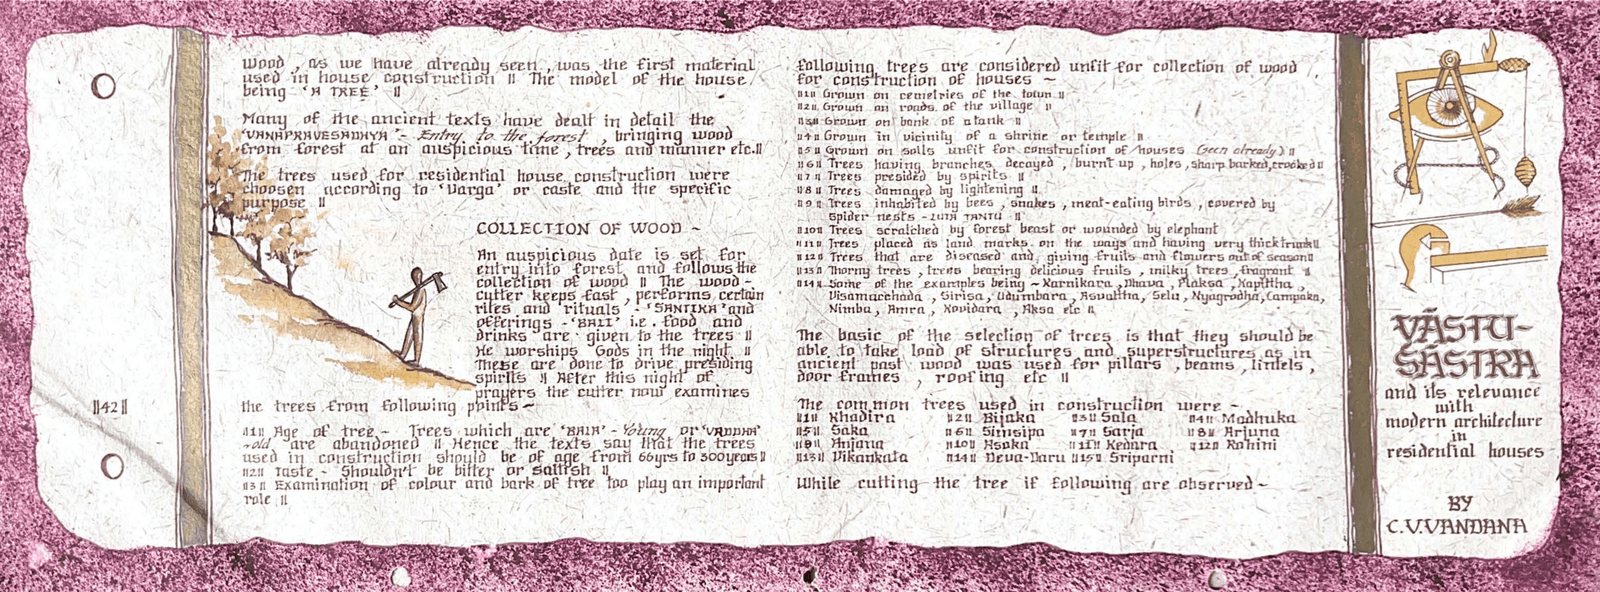 wood , as we have already seen , was the first material
used in house construction ॥ The model of the house
being 'A TREE' ॥
Many of the ancient texts have dealt in detail the
'VANAPRAVESADHYA' - Entry to the forest , bringing wood
from forest at an auspicious time , trees and manner etc.॥
The trees used for residential house construction were
choosen according to 'Varga' or caste and the specific
purpose ॥
COLLECTION OF WOOD ~
An auspicious date is set for
entry into forest and follows the
collection of wood ॥ The wood-
cutter keeps fast , performs certain
rites and rituals - 'SANTIKA' and
offerings - 'BALI' i.e. food and
drinks are given to the trees ॥
He worships Gods in the night ॥
These are done to drive presiding
spirits ॥ After this night of
prayers the cutter now examines
the trees from following points ~
॥1॥ Age of tree - Trees which are 'BALA' - Young or 'VRDDHA'
- old' are abandoned ॥ Hence the texts say that the trees
used in construction should be of age from 66yrs to 300years॥
॥2॥ Taste - Shouldn't be bitter or saltish ॥
॥3॥ Examination of colour and bark of tree too play an important
role ॥
॥42॥
following trees are considered unfit for collection of wood
for construction of houses ~
॥1॥ Grown on cemetries of the town ॥
॥2॥ Grown on roads of the village ॥
॥3॥ Grown on bank of a tank ॥
॥4॥ Grown in vicinity of a shrine or temple ॥
॥5॥ Grown on soils unfit for construction of houses (seen already) ॥
॥6॥ Trees having branches decayed , burnt up , holes, sharp barked, crooked॥
॥7॥ Trees presided by spirits ॥
॥8॥ Trees damaged by lightening ॥
॥9॥ Trees inhabited by bees , snakes , meat-eating birds , covered by
spider nests - LUTA TANTU ॥
॥10॥ Trees scratched by forest beast or wounded by elephant
॥11॥ Trees placed as land marks on the ways and having very thick trunk॥
॥12॥ Trees that are diseased and giving fruits and flowers out of season॥
॥13॥ Thorny trees , trees bearing delicious fruits , milky trees , fragrant ॥
॥14॥ Some of the examples being ~ Karnikara , Dhava , Plaksa , Kapittha ,
Visamacchada , Sirisa , Udumbara , Asvattha , Selu , Nyagrodha, Campaka,
Nimba , Amra , Kovidara , Aksa etc ॥
The basic of the selection of trees is that they should be
able to take load of structures and superstructures as in
ancient past wood was used for pillars , beams , lintels ,
door frames , roofing etc ॥
The common trees used in construction were -
॥1॥ Khadira ॥2॥ Bijaka ॥3॥ Sala ॥4॥ Madhuka
॥5॥ Saka ॥6॥ Simsipa ॥7॥ Sarja ॥8॥ Arjuna
॥9॥ Anjana ॥10॥ Asoka ॥11॥ Kedara ॥12॥ Rohini
॥13॥ Vikankata ॥14॥ Deva-Daru ॥15॥ Sriparni
While cutting the tree if following are observed ~
VĀSTU-
SĀSTRA
and its relevance
with
modern architecture
in
residential houses
BY
C.V.VANDANA